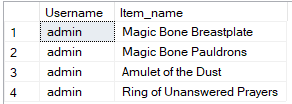 Username Item_name
1 admin Magic Bone Breastplate
2 admin Magic Bone Pauldrons
3 admin Amulet of the Dust
4 admin Ring of Unanswered Prayers